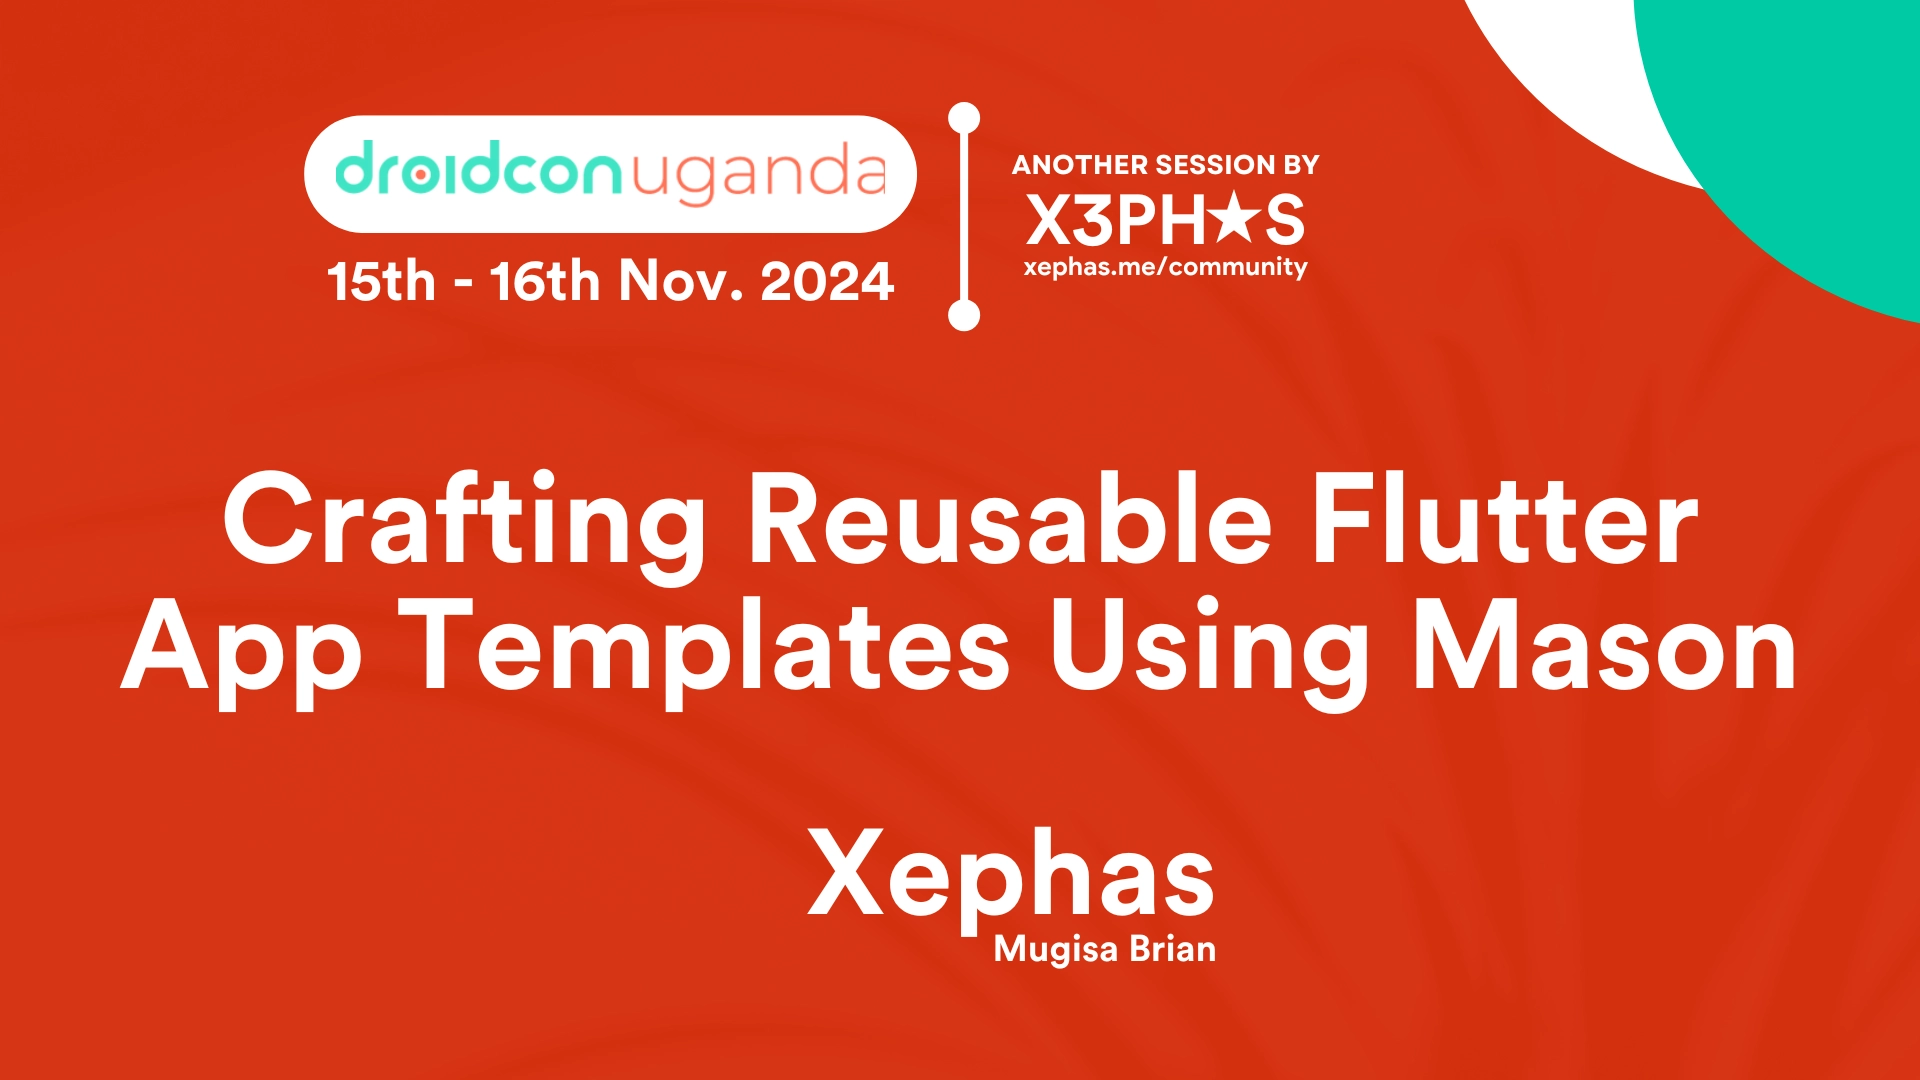 droidconuganda
15th - 16th Nov. 2024
ANOTHER SESSION BY
X3PH★S
xephas.me/community
Crafting Reusable Flutter
App Templates Using Mason
Xephas
Mugisa Brian